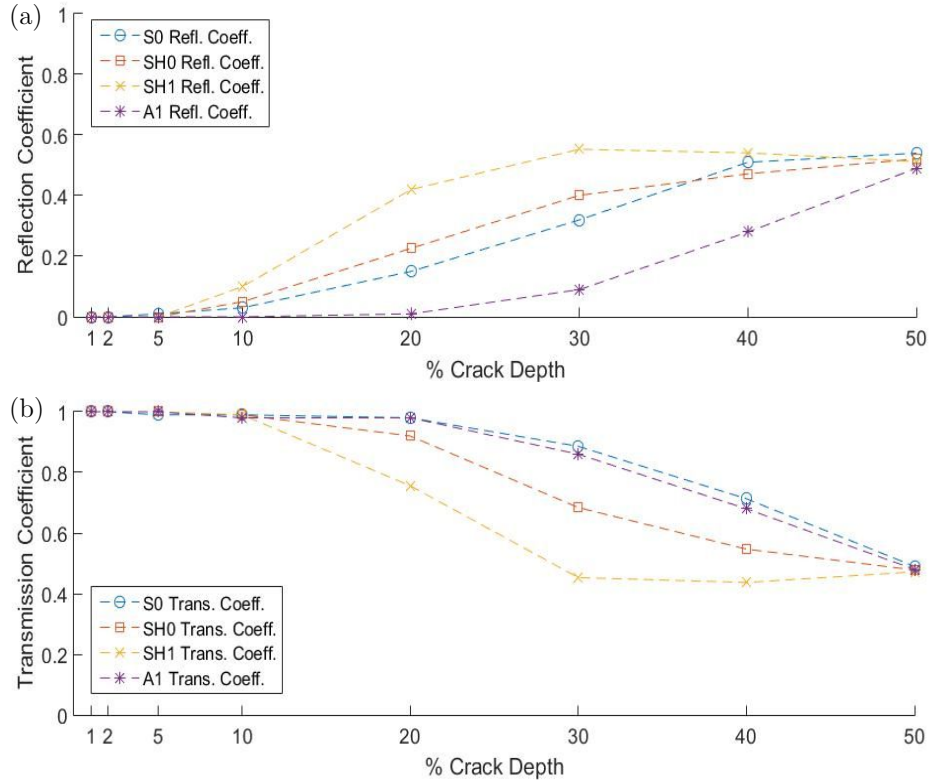 (a)
1
0.8
0.6
0.4
0.2
0
Reflection Coefficient
S0 Refl. Coeff.
SH0 Refl. Coeff.
SH1 Refl. Coeff.
A1 Refl. Coeff.
1 2 5 10 20 30 40 50
% Crack Depth
(b)
1
0.8
0.6
0.4
0.2
0
Transmission Coefficient
S0 Trans. Coeff.
SH0 Trans. Coeff.
SH1 Trans. Coeff.
A1 Trans. Coeff.
1 2 5 10 20 30 40 50
% Crack Depth